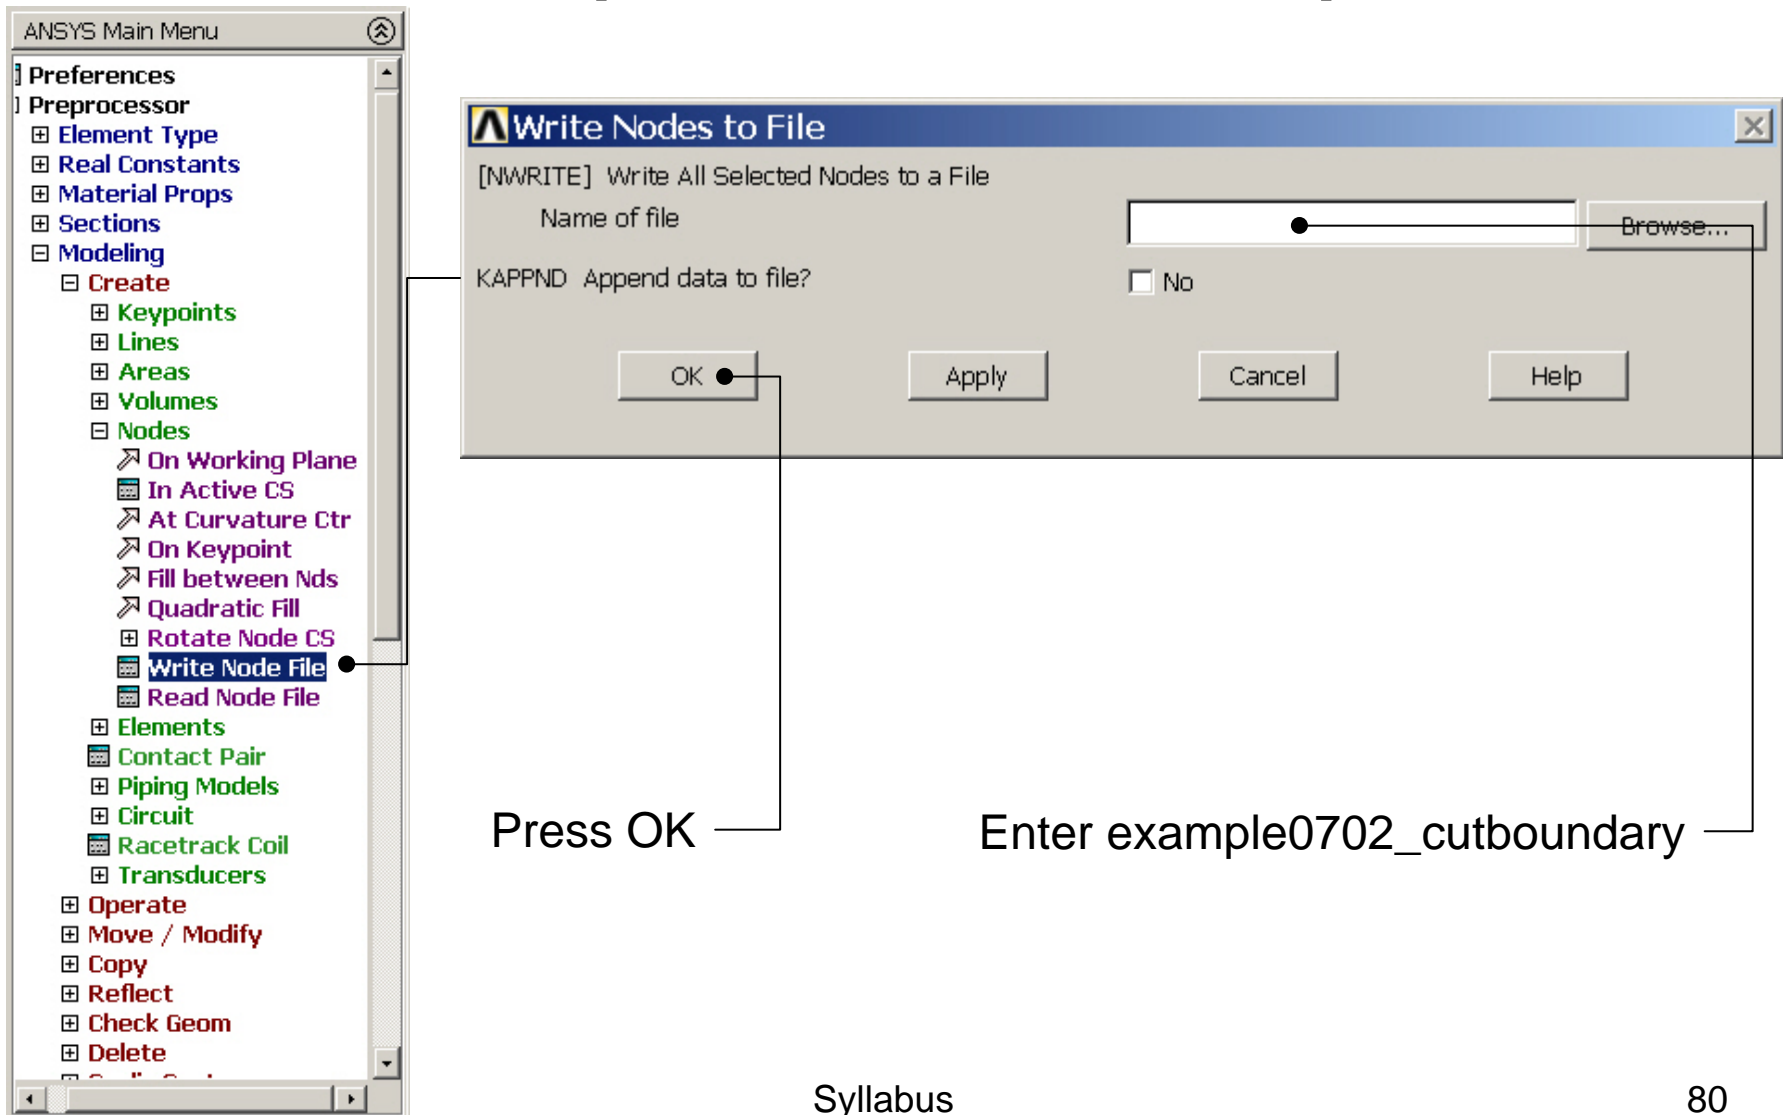 ANSYS Main Menu
Preferences
Preprocessor
Element Type
Real Constants
Material Props
Sections
Modeling
Create
Keypoints
Lines
Areas
Volumes
Nodes
On Working Plane
In Active CS
At Curvature Ctr
On Keypoint
Fill between Nds
Quadratic Fill
Rotate Node CS
Write Node File
Read Node File
Elements
Contact Pair
Piping Models
Circuit
Racetrack Coil
Transducers
Operate
Move / Modify
Copy
Reflect
Check Geom
Delete
Write Nodes to File
[NWRITE] Write All Selected Nodes to a File
Name of file
Browse...
KAPPND Append data to file?
No
OK Apply Cancel Help
Press OK
Enter example0702_cutboundary
Syllabus
80